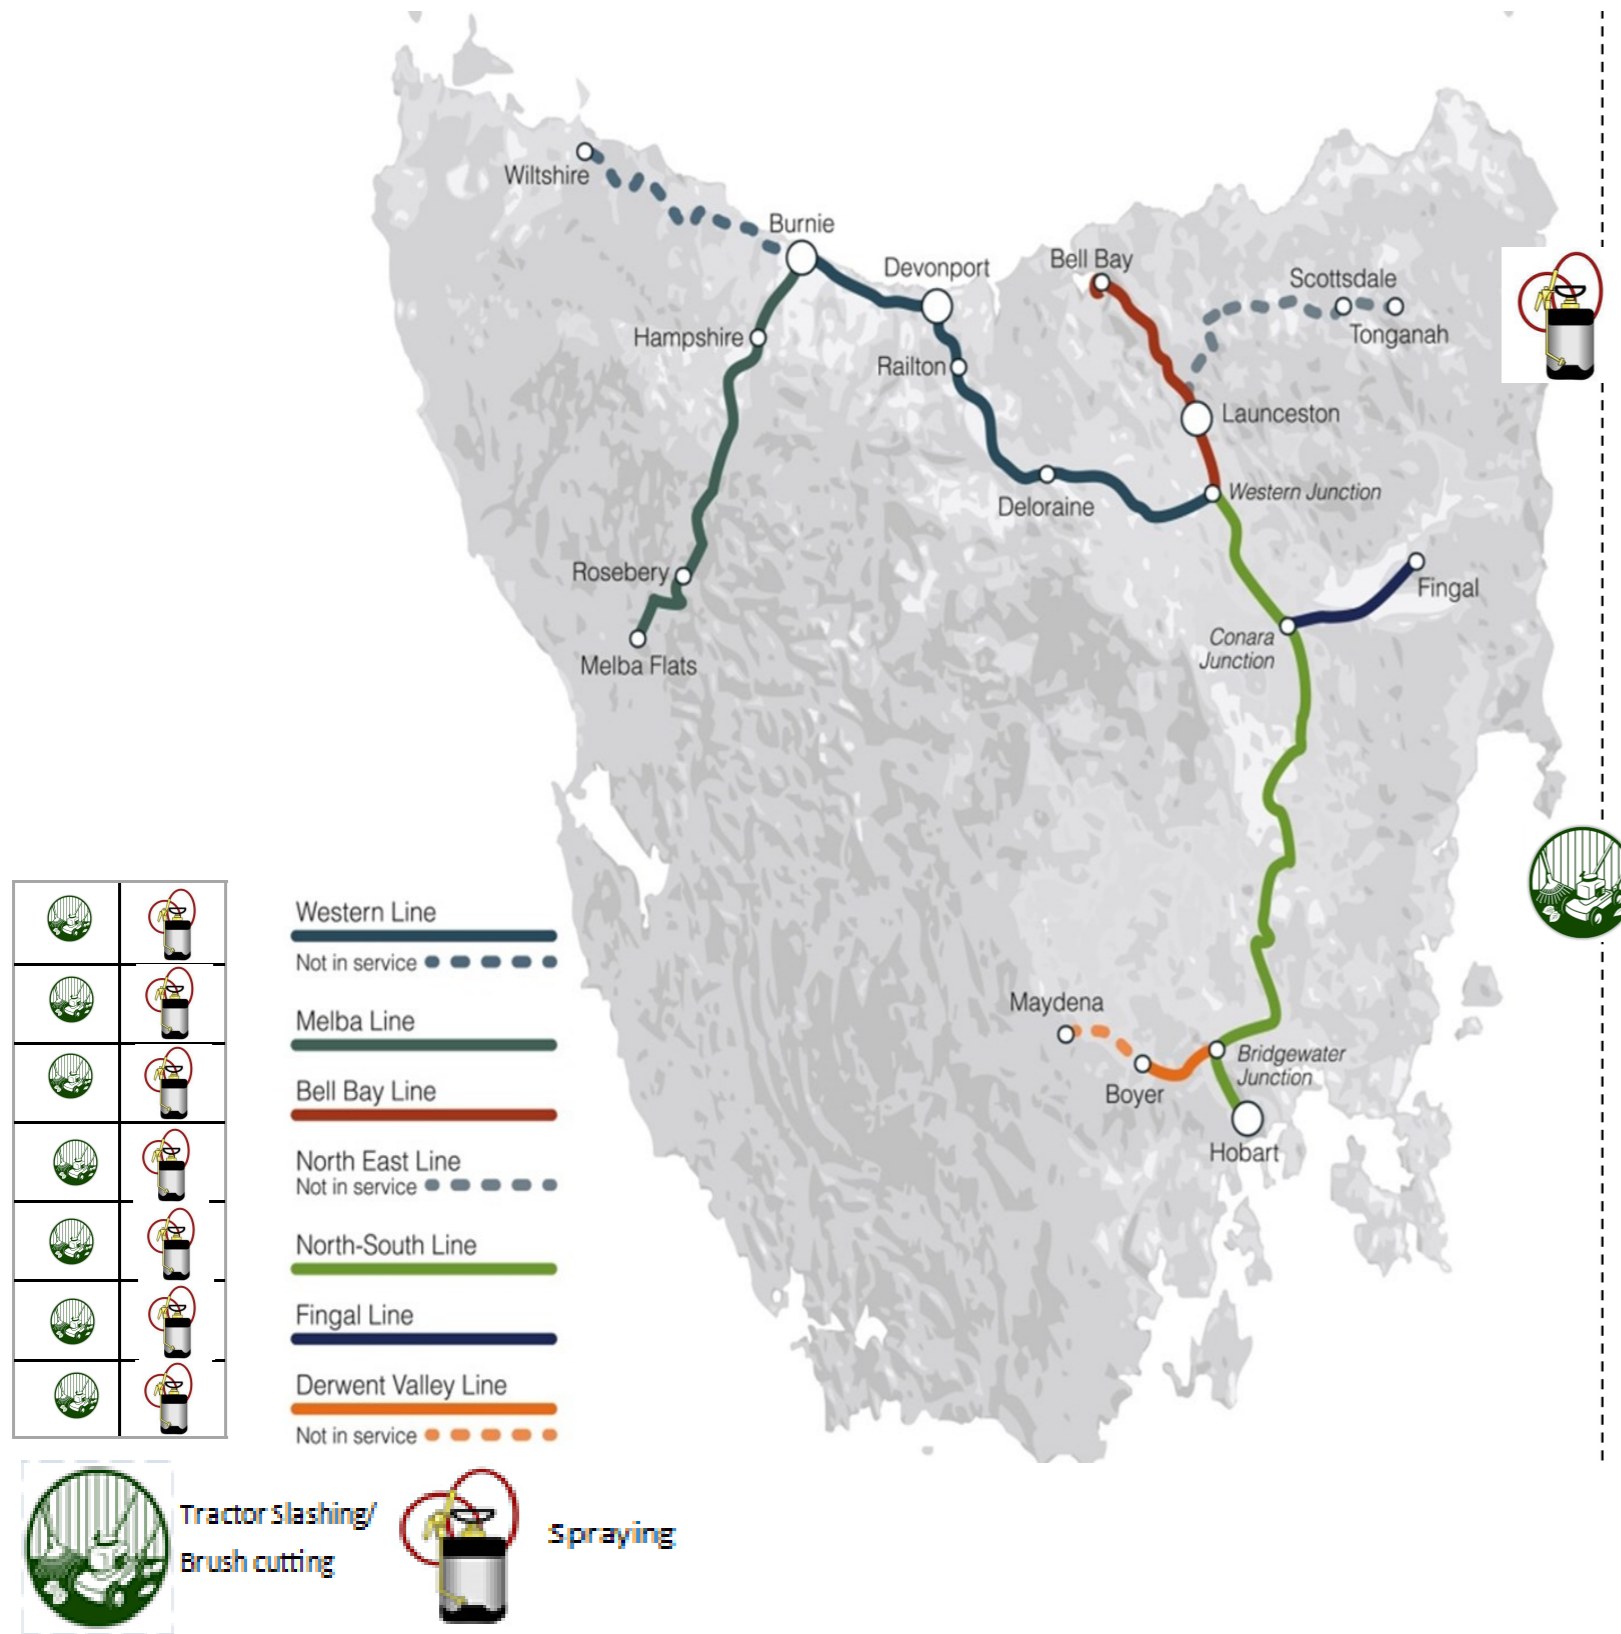 Wiltshire
Burnie
Devonport
Bell Bay
Scottsdale
Tonganah
Hampshire
Railton
Launceston
Western Junction
Deloraine
Rosebery
Fingal
Conara
Junction
Melba Flats
Western Line
Not in service
Melba Line
Maydena
Bridgewater
Junction
Bell Bay Line
Boyer
Hobart
North East Line
Not in service
North-South Line
Fingal Line
Derwent Valley Line
Not in service
Tractor Slashing/
Brush cutting
Spraying